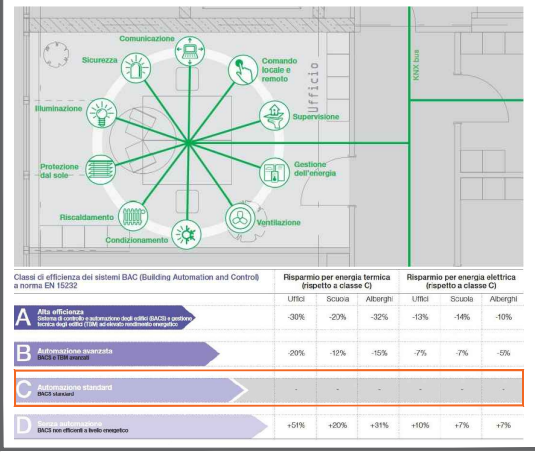 Comunicazione
Sicurezza
Comando
locale e
remoto
Ufficio
KNX bus
Illuminazione
Supervisione
Protezione
dal sole
Gestione
dell'energia
Riscaldamento
Ventilazione
Condizionamento
Classi di efficienza dei sistemi BAC (Building Automation and Control)
a norma EN 15232
Risparmio per energia termica
(rispetto a classe C)
Risparmio per energia elettrica
(rispetto a classe C)
Uffici Scuola Alberghi Uffici Scuola Alberghi
A Alta efficienza
Sistema di controllo e automazione degli edifici (BACS) e gestione
tecnica degli edifici (TBM) ad elevato rendimento energetico
-30% -20% -32% -13% -14% -10%
B Automazione avanzata
BACS e TBM avanzati
-20% -12% -15% -7% -7% -5%
C Automazione standard
BACS standard
- - - - - -
D Senza automazione
BACS non efficienti a livello energetico
+51% +20% +31% +10% +7% +7%